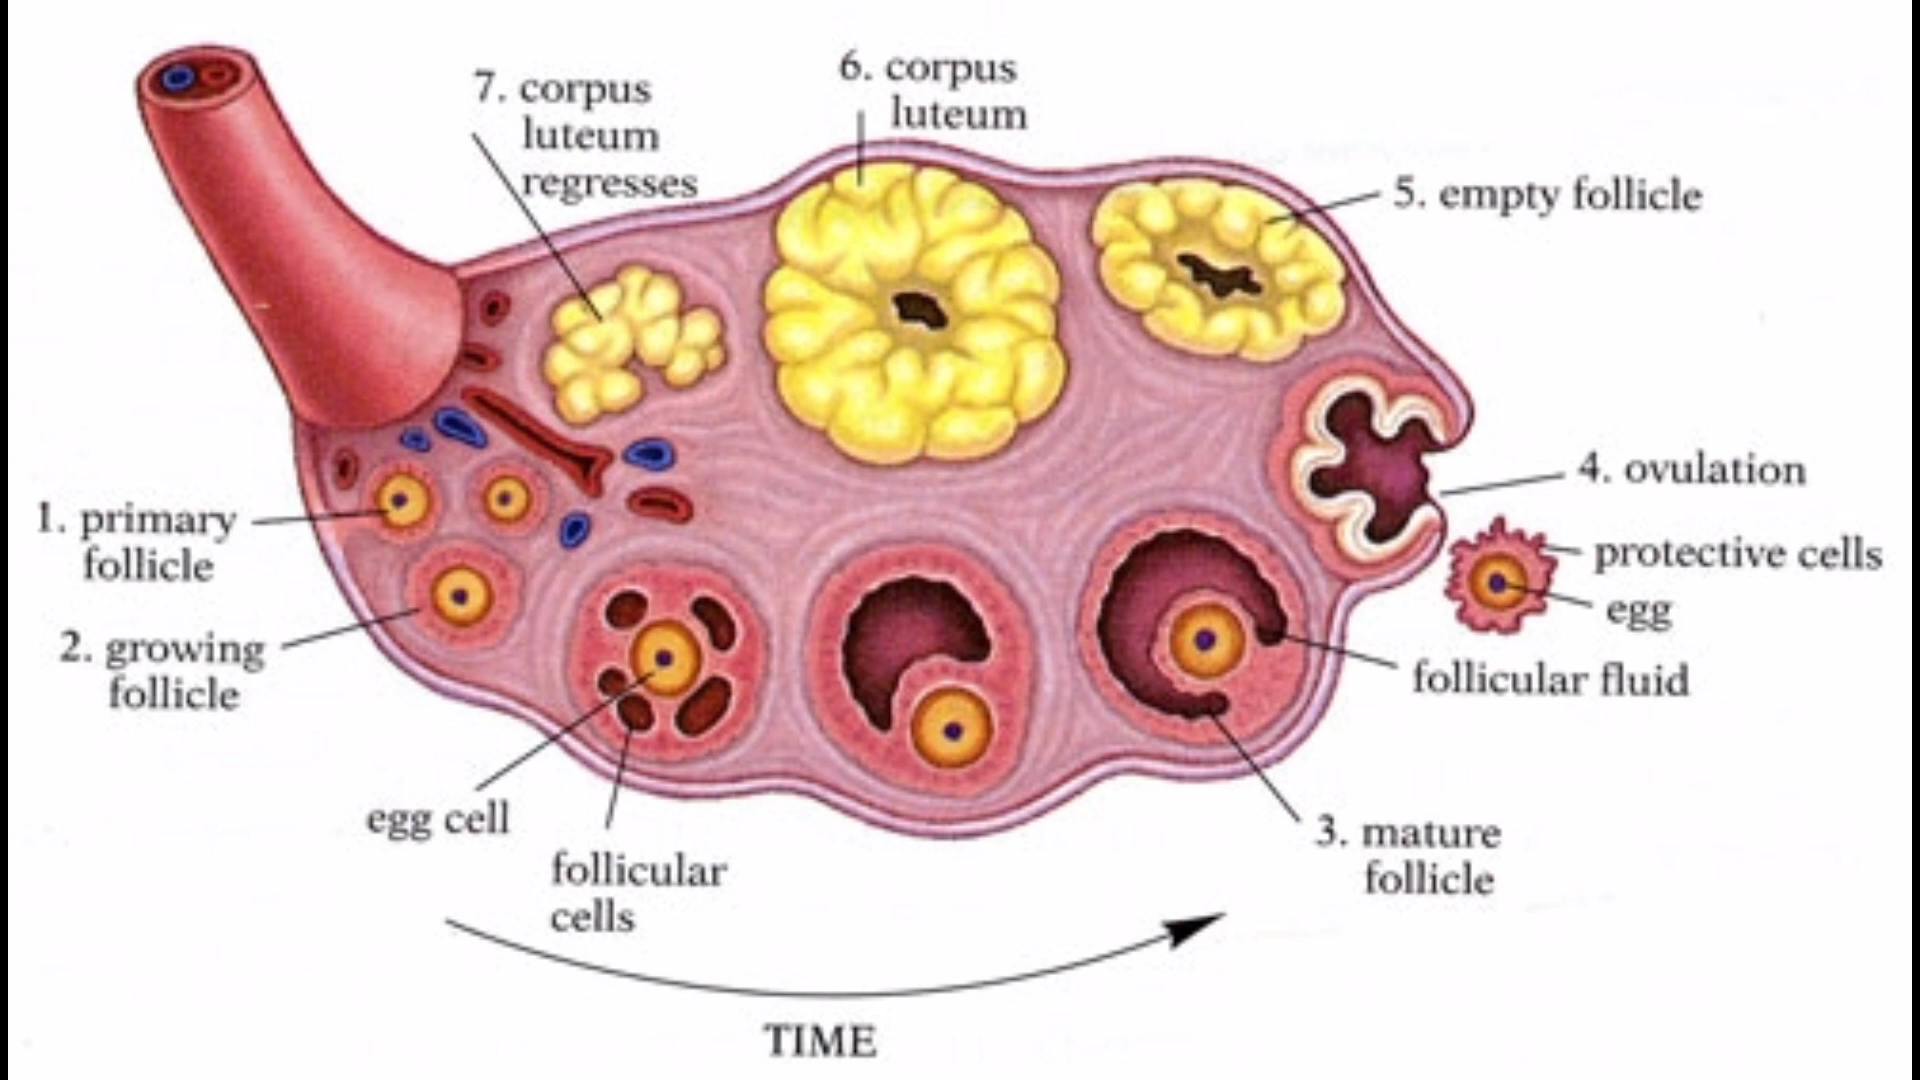 7. corpus
luteum
regresses
6. corpus
luteum
5. empty follicle
4. ovulation
protective cells
egg
follicular fluid
3. mature
follicle
1. primary
follicle
2. growing
follicle
egg cell
follicular
cells
TIME